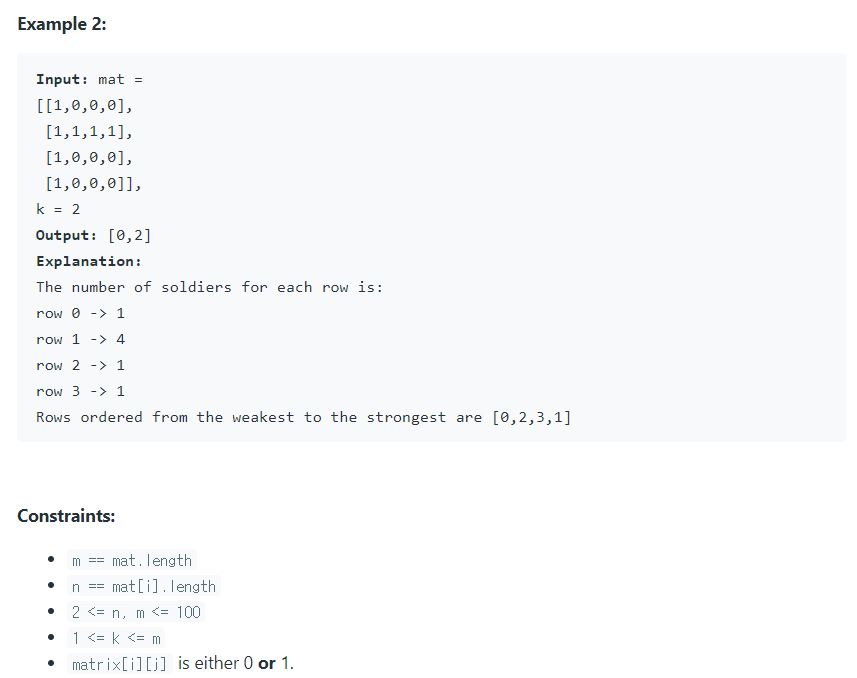 Example 2:
Input: mat =
[[1,0,0,0],
 [1,1,1,1],
 [1,0,0,0],
 [1,0,0,0]],
k = 2
Output: [0,2]
Explanation:
The number of soldiers for each row is:
row 0 -> 1
row 1 -> 4
row 2 -> 1
row 3 -> 1
Rows ordered from the weakest to the strongest are [0,2,3,1]
Constraints:
• m == mat.length
• n == mat[i].length
• 2 <= n, m <= 100
• 1 <= k <= m
• matrix[i][j] is either 0 or 1.